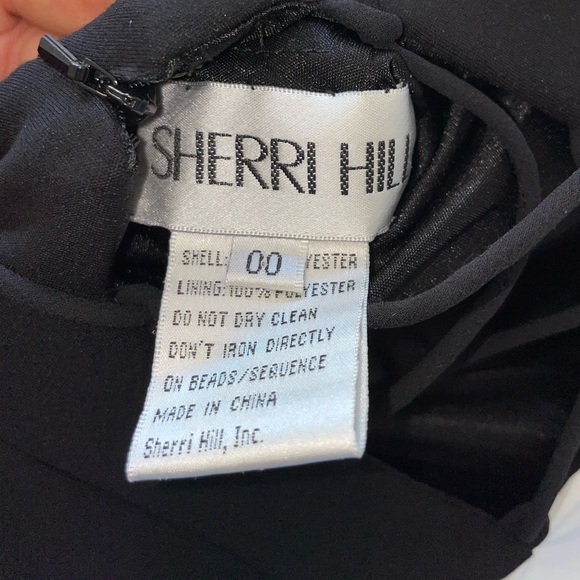 SHERRI HILL
SHELL: 00 YESTER
LINING: 100% POLYESTER
DO NOT DRY CLEAN
DON'T IRON DIRECTLY
ON BEADS/SEQUENCE
MADE IN CHINA
Sherri Hill, Inc.